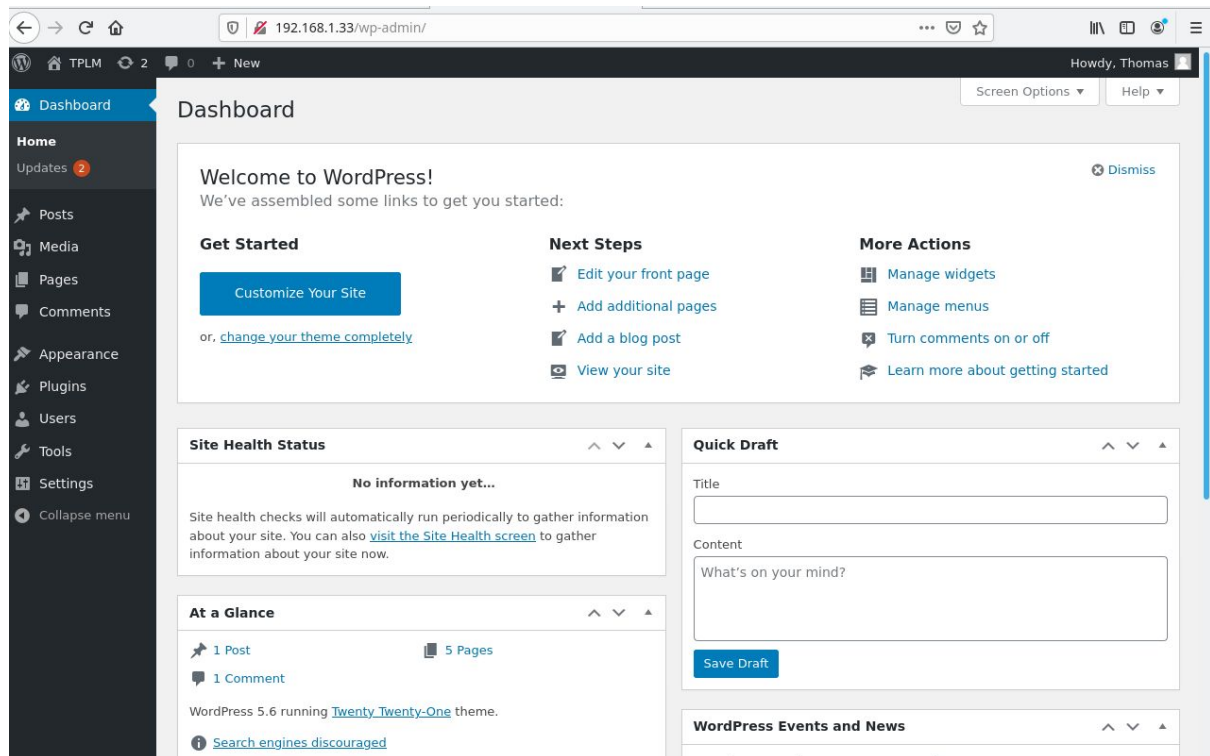 192.168.1.33/wp-admin/
TPLM 2 0 + New
Howdy, Thomas
Screen Options ▼ Help ▼
Dashboard
Home
Updates 2
Posts
Media
Pages
Comments
Appearance
Plugins
Users
Tools
Settings
Collapse menu
Dashboard
Welcome to WordPress!
Dismiss
We've assembled some links to get you started:
Get Started
Customize Your Site
or, change your theme completely
Next Steps
Edit your front page
Add additional pages
Add a blog post
View your site
More Actions
Manage widgets
Manage menus
Turn comments on or off
Learn more about getting started
Site Health Status
No information yet...
Site health checks will automatically run periodically to gather information
about your site. You can also visit the Site Health screen to gather
information about your site now.
At a Glance
1 Post
5 Pages
1 Comment
WordPress 5.6 running Twenty Twenty-One theme.
Search engines discouraged
Quick Draft
Title
Content
What's on your mind?
Save Draft
WordPress Events and News